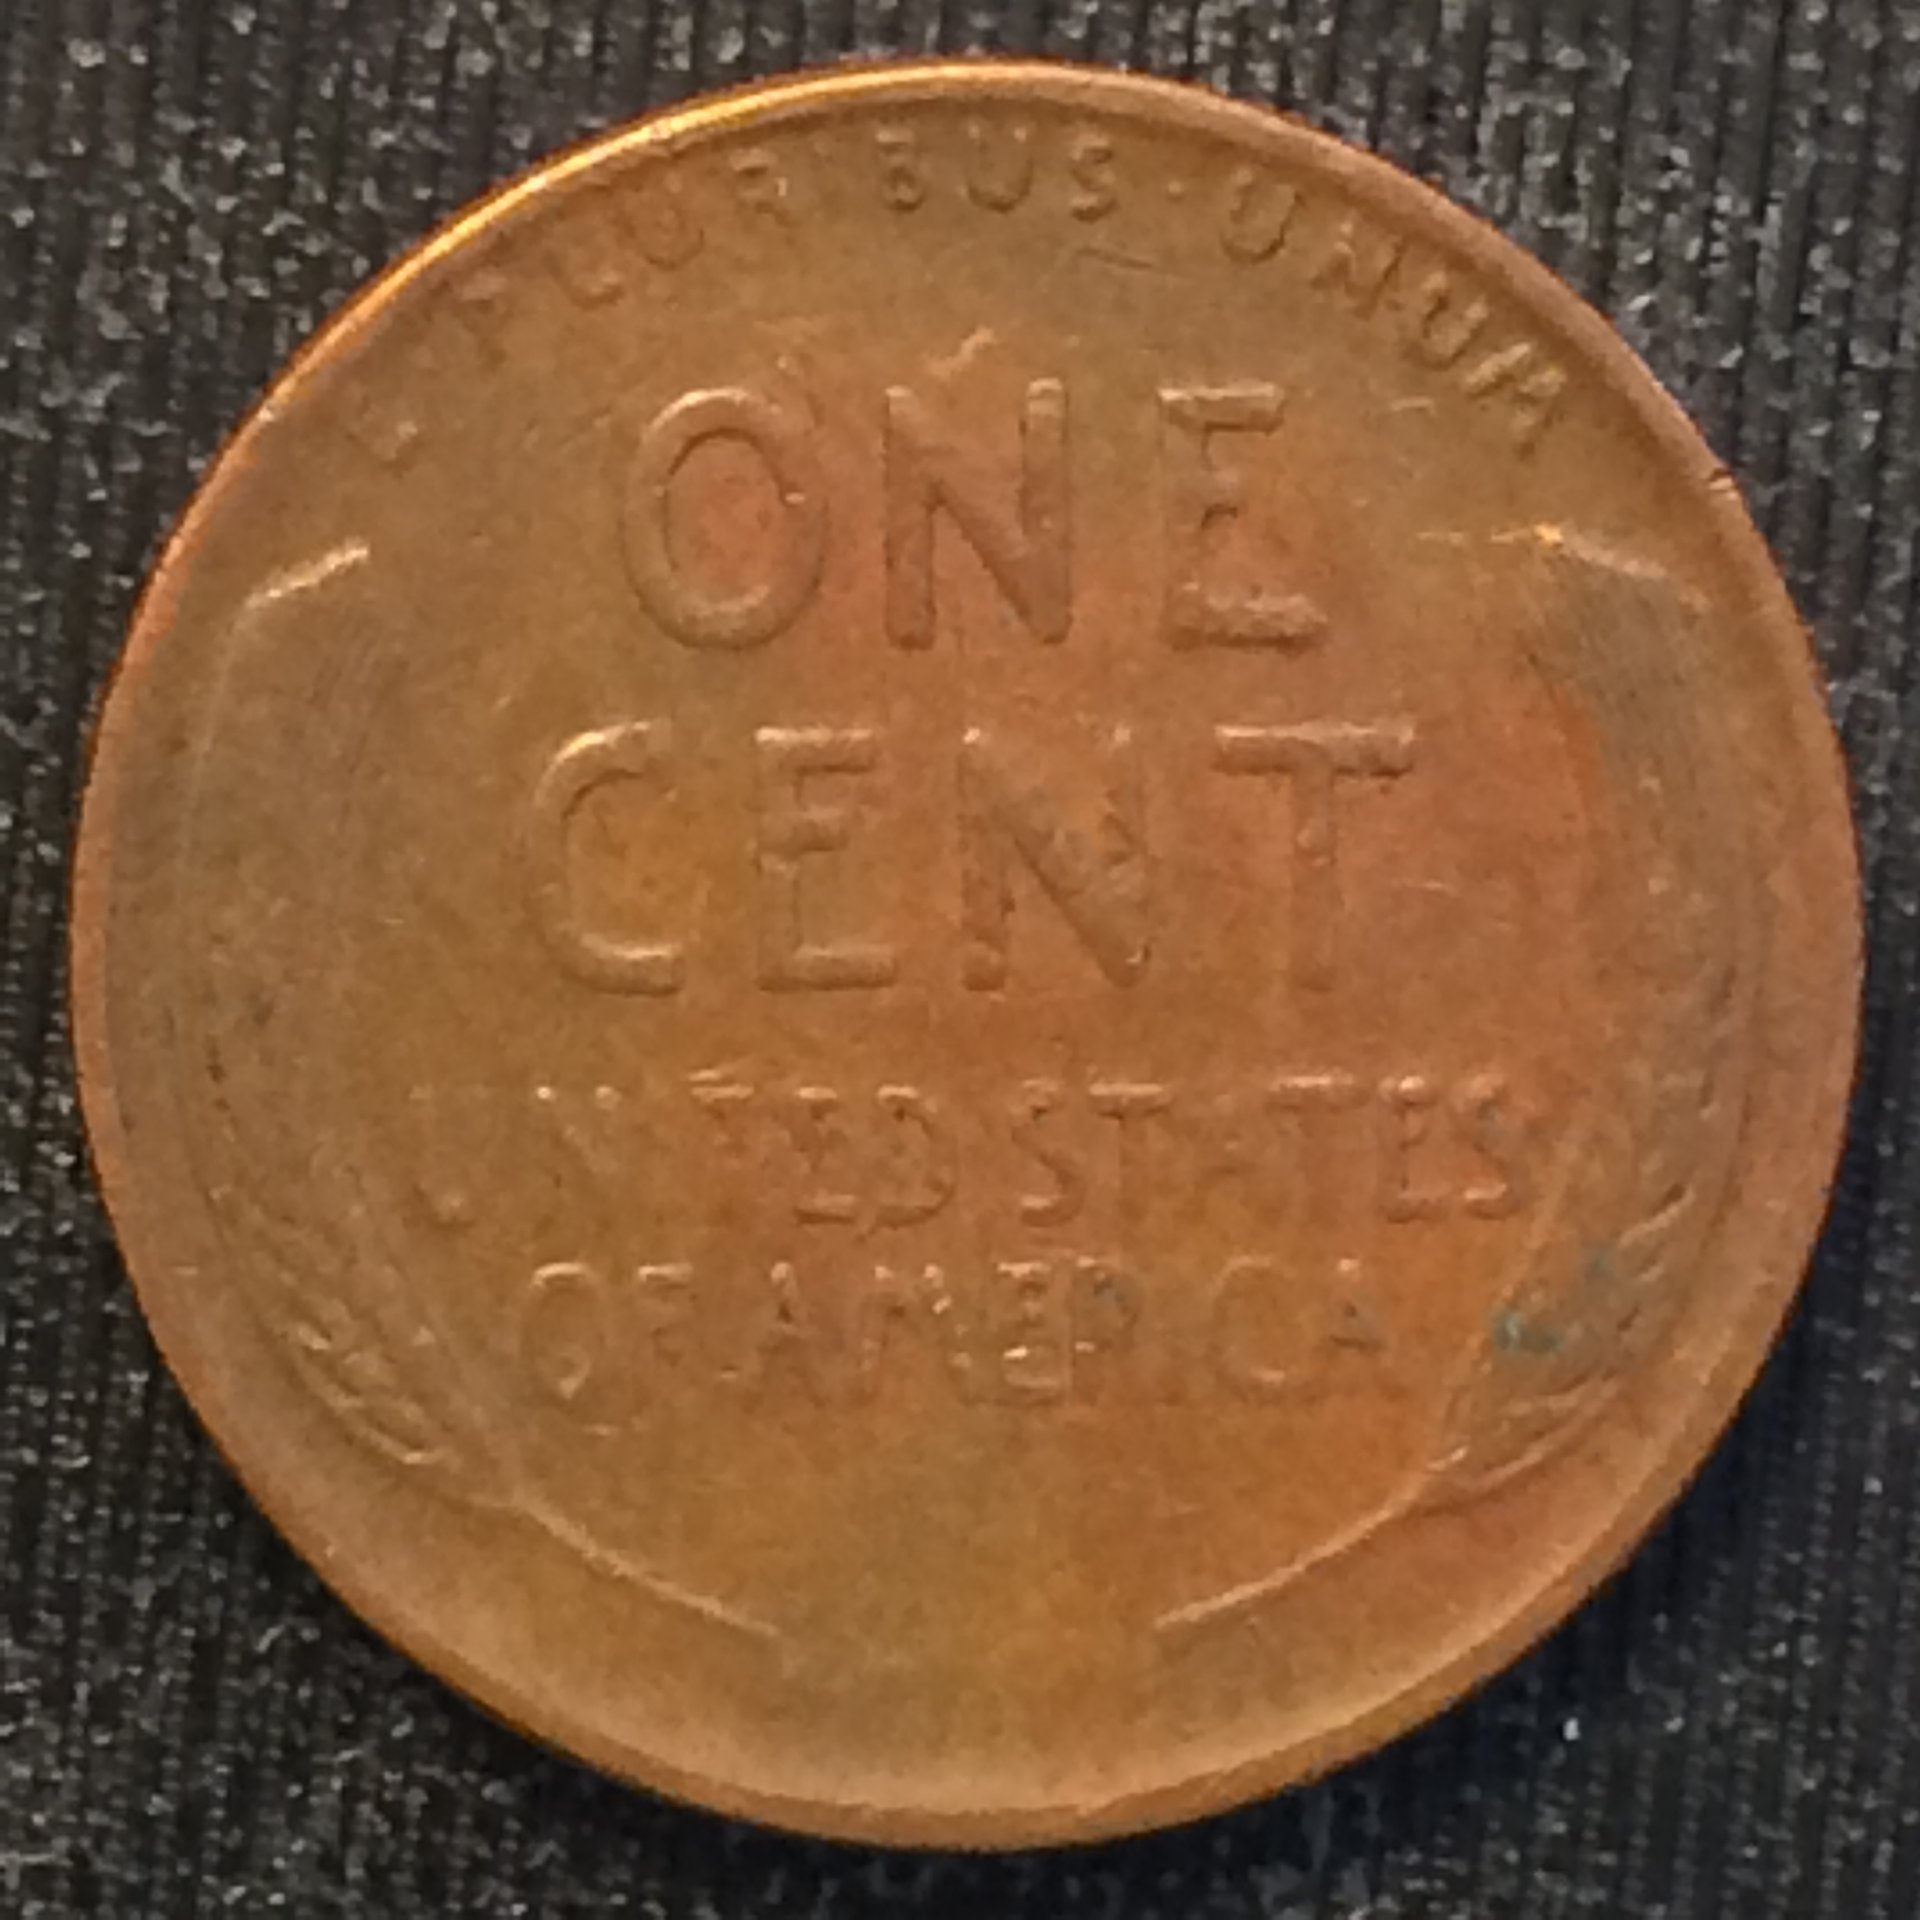 E · PLURIBUS · UNUM
ONE
CENT
UNITED STATES
OF AMERICA